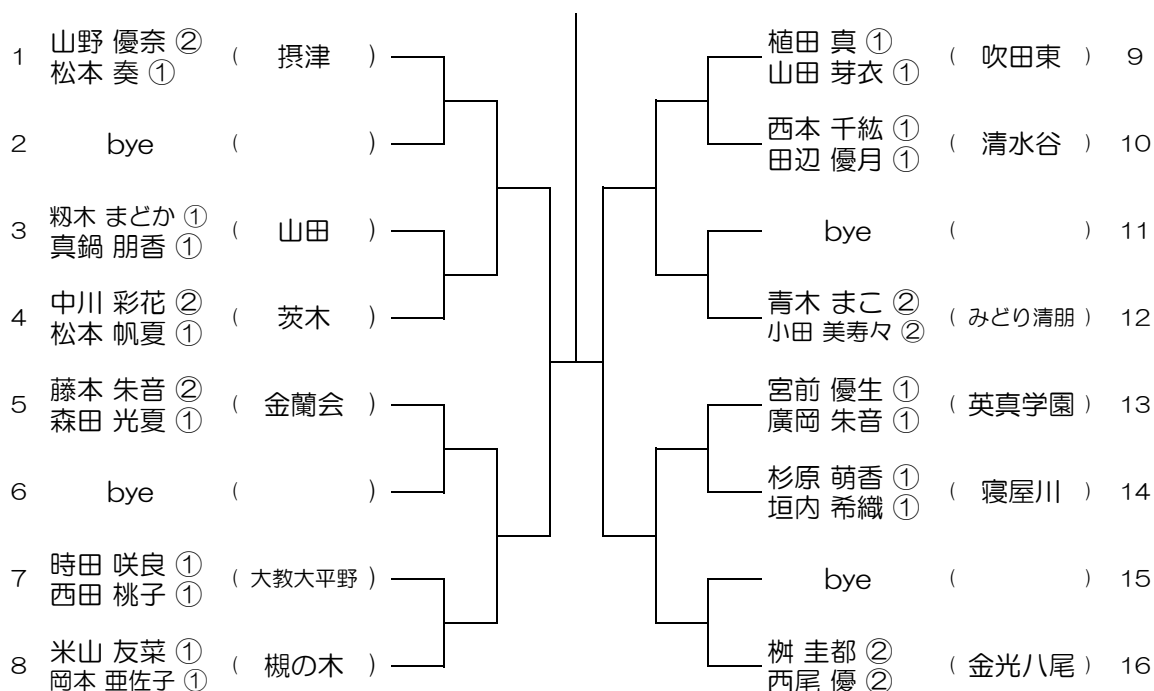 1 山野 優奈 ② ( 摂津 )
松本 奏 ①
2 bye ( )
3 籾木 まどか ① ( 山田 )
真鍋 朋香 ①
4 中川 彩花 ② ( 茨木 )
松本 帆夏 ①
5 藤本 朱音 ② ( 金蘭会 )
森田 光夏 ①
6 bye ( )
7 時田 咲良 ① ( 大教大平野 )
西田 桃子 ①
8 米山 友菜 ① ( 槻の木 )
岡本 亜佐子 ①
植田 真 ① ( 吹田東 ) 9
山田 芽衣 ①
西本 千紘 ① ( 清水谷 ) 10
田辺 優月 ①
bye ( ) 11
青木 まこ ② ( みどり清朋 ) 12
小田 美寿々 ②
宮前 優生 ① ( 英真学園 ) 13
廣岡 朱音 ①
杉原 萌香 ① ( 寝屋川 ) 14
垣内 希織 ①
bye ( ) 15
桝 圭都 ② ( 金光八尾 ) 16
西尾 優 ②